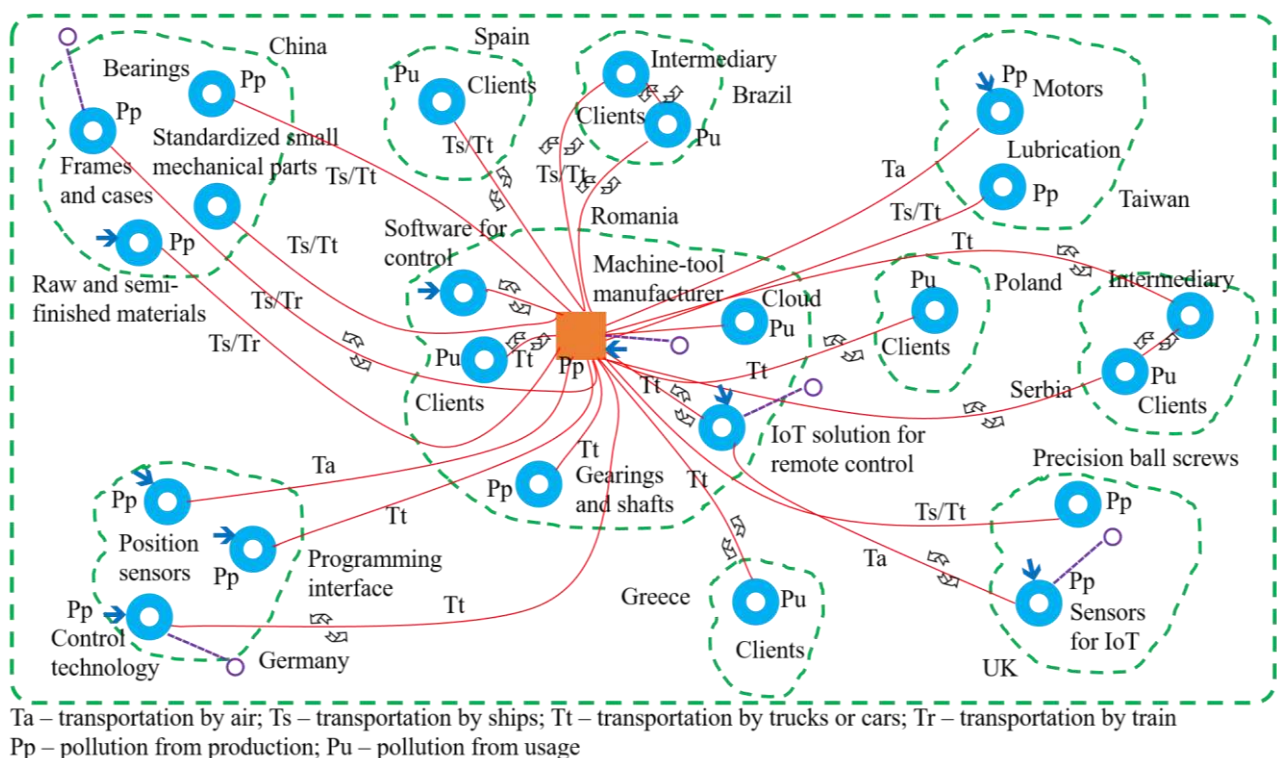 China
Spain
Intermediary
Bearings
Pp
Pu
Clients
Brazil
Pp
Motors
Pp
Clients
Pu
Standardized small
mechanical parts
Ts/Tt
Ts/Tt
Ts/Tt
Lubrication
Ta
Frames
and cases
Pp
Taiwan
Ts/Tt
Romania
Software for
control
Pp
Ts/Tt
Tt
Machine-tool
manufacturer
Raw and semi-
finished materials
Ts/Tr
Pu
Poland
Intermediary
Cloud
Pu
Ts/Tr
Clients
Pu
Tt
Pp
Clients
Tt
Tt
Serbia
Pu
Clients
IoT solution for
remote control
Precision ball screws
Ta
Tt
Pp
Gearings
and shafts
Tt
Pp
Pp
Tt
Ts/Tt
Position
sensors
Pp
Programming
interface
Ta
Pp
Pp
Tt
Greece
Pu
Sensors
for IoT
Control
technology
Germany
Clients
UK
Ta – transportation by air; Ts – transportation by ships; Tt – transportation by trucks or cars; Tr – transportation by train
Pp – pollution from production; Pu – pollution from usage